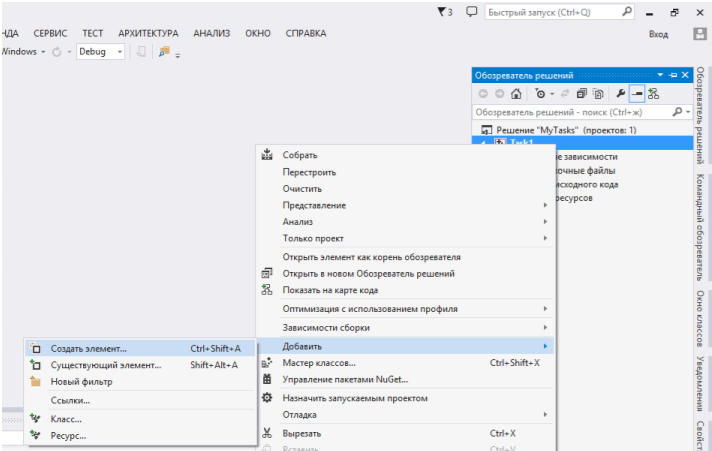 3 Быстрый запуск (Ctrl+Q)
НДА СЕРВИС ТЕСТ АРХИТЕКТУРА АНАЛИЗ ОКНО СПРАВКА Вход
Windows Debug
Обозреватель решений
Обозреватель решений - поиск (Ctrl+ж)
Решение "MyTasks" (проектов: 1)
Task1
е зависимости
очные файлы
исходного кода
ресурсов
Собрать
Перестроить
Очистить
Представление
Анализ
Только проект
Открыть элемент как корень обозревателя
Открыть в новом Обозреватель решений
Показать на карте кода
Оптимизация с использованием профиля
Зависимости сборки
Добавить
Мастер классов... Ctrl+Shift+X
Управление пакетами NuGet...
Назначить запускаемым проектом
Отладка
Вырезать Ctrl+X
Вставить Ctrl+V
Создать элемент... Ctrl+Shift+A
Существующий элемент... Shift+Alt+A
Новый фильтр
Ссылки...
Класс...
Ресурс...
Обозреватель решений
Командный обозреватель
Окно классов
Уведомления
Свойст